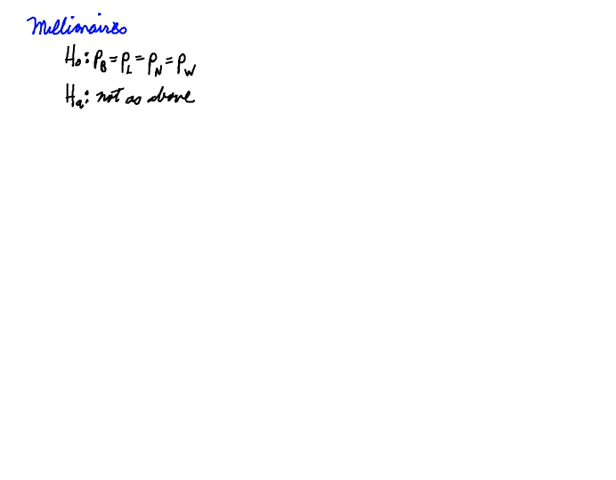 Millionaires
H₀: p_B = p_L = p_N = p_W
Hₐ: not as above